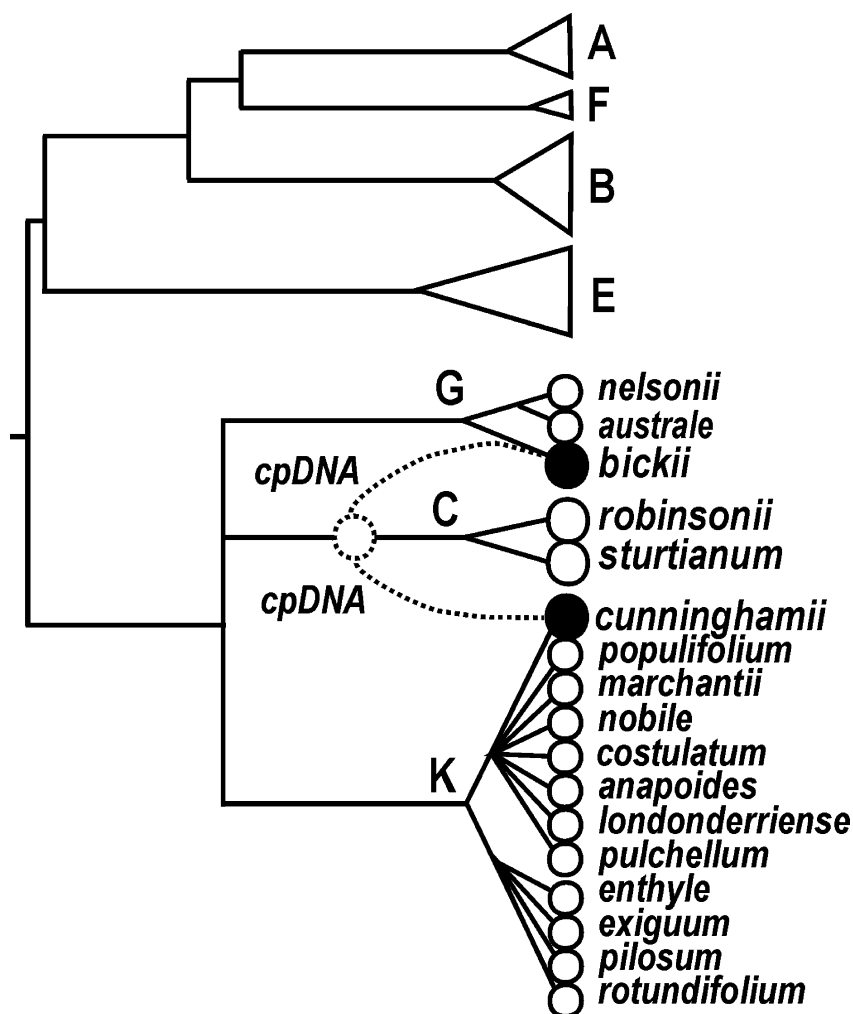 A
F
B
E
G
nelsonii
australe
bickii
cpDNA
C
robinsonii
sturtianum
cpDNA
cunninghamii
populifolium
marchantii
nobile
costulatum
K
anapoides
londonderriense
pulchellum
enthyle
exiguum
pilosum
rotundifolium